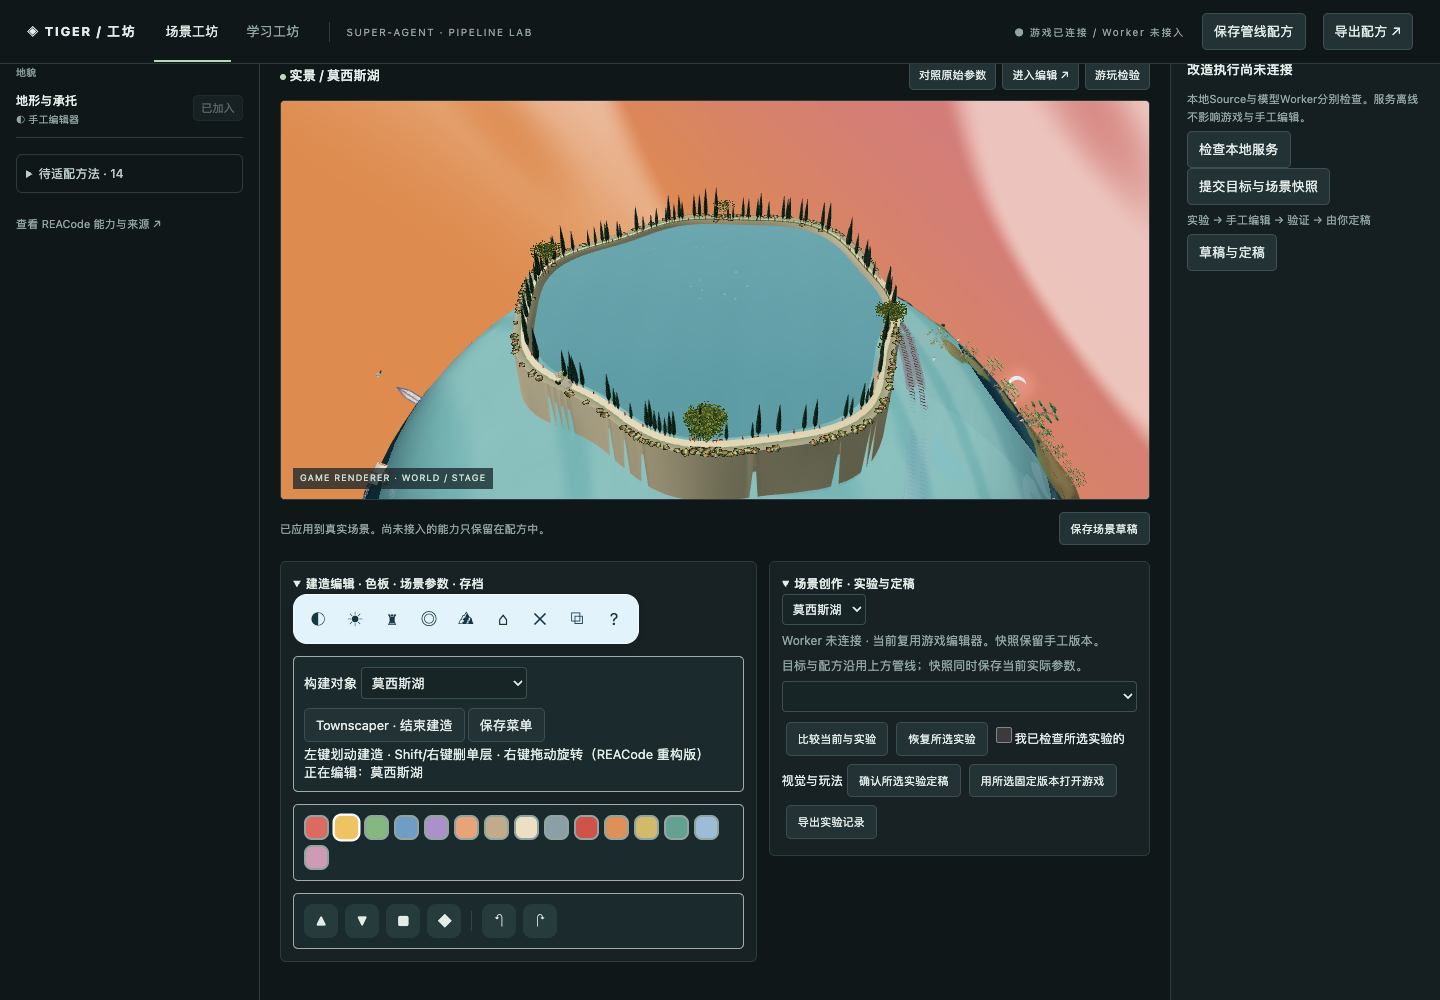 ◈ TIGER / 工坊
场景工坊
学习工坊
SUPER-AGENT · PIPELINE LAB
游戏已连接 / Worker 未接入
保存管线配方
导出配方 ↗
地貌
地形与承托
◐ 手工编辑器
已加入
▶ 待适配方法 · 14
查看 REACode 能力与来源 ↗
实景 / 莫西斯湖
对照原始参数
进入编辑 ↗
游玩检验
GAME RENDERER · WORLD / STAGE
已应用到真实场景。尚未接入的能力只保留在配方中。
保存场景草稿
▼ 建造编辑 · 色板 · 场景参数 · 存档
?
构建对象 莫西斯湖
Townscaper · 结束建造
保存菜单
左键划动建造 · Shift/右键删单层 · 右键拖动旋转（REACode 重构版）
正在编辑：莫西斯湖
▼ 场景创作 · 实验与定稿
莫西斯湖
Worker 未连接 · 当前复用游戏编辑器。快照保留手工版本。
目标与配方沿用上方管线；快照同时保存当前实际参数。
比较当前与实验
恢复所选实验
我已检查所选实验的
视觉与玩法
确认所选实验定稿
用所选固定版本打开游戏
导出实验记录
改造执行尚未连接
本地Source与模型Worker分别检查。服务离线
不影响游戏与手工编辑。
检查本地服务
提交目标与场景快照
实验 → 手工编辑 → 验证 → 由你定稿
草稿与定稿